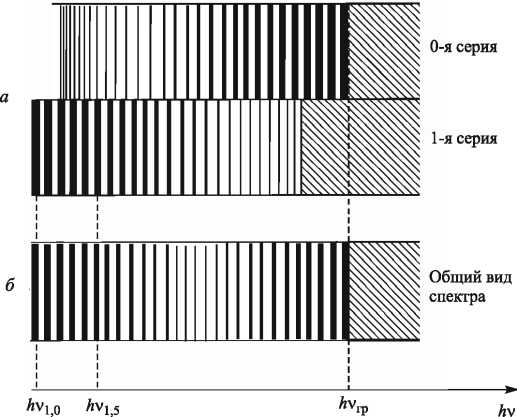 0-я серия
а
1-я серия
б
Общий вид
спектра
hν1,0
hν1,5
hνгр
hν